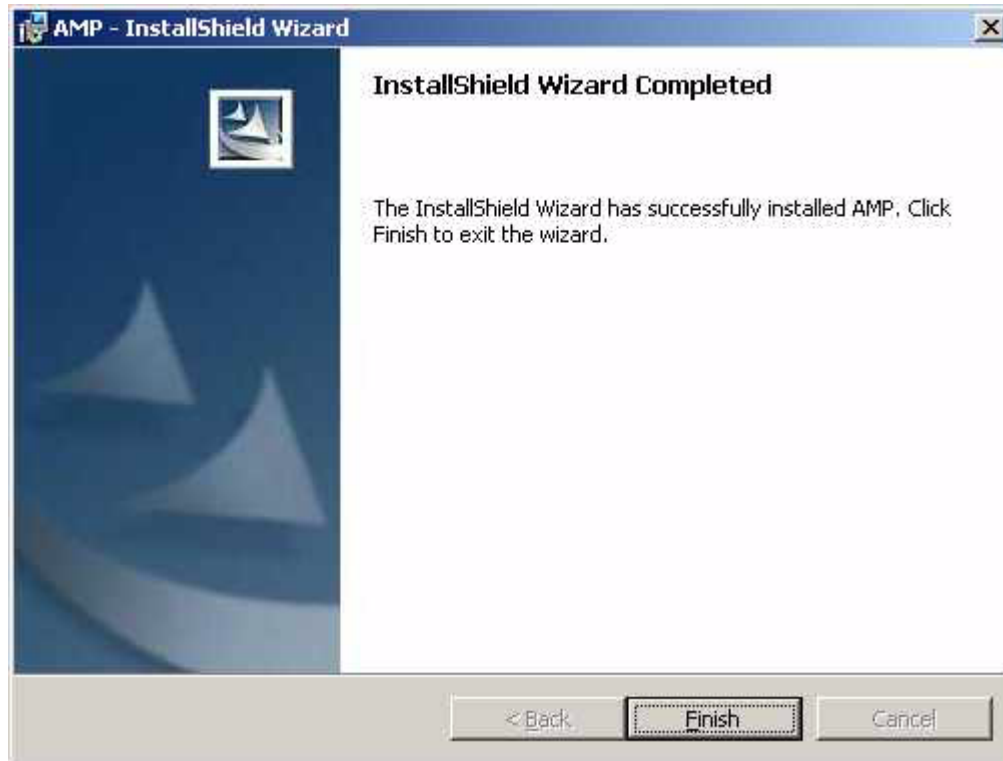 AMP - InstallShield Wizard
InstallShield Wizard Completed
The InstallShield Wizard has successfully installed AMP. Click
Finish to exit the wizard.
< Back
Finish
Cancel